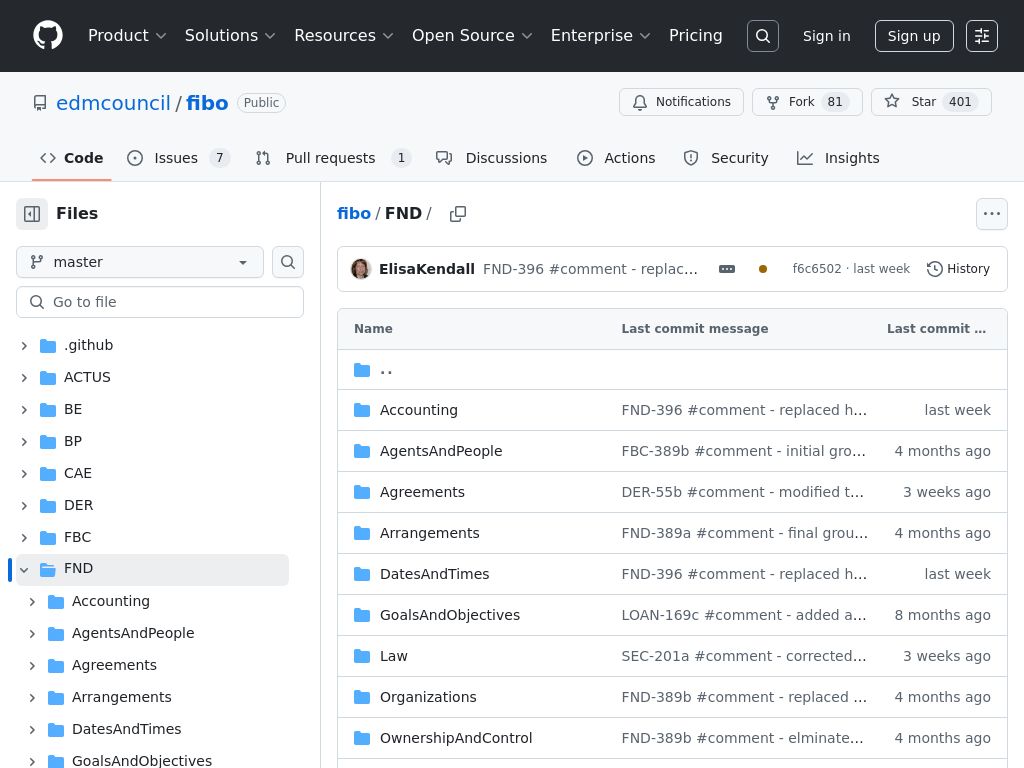 Product Solutions Resources Open Source Enterprise Pricing Sign in Sign up
edmcouncil / fibo Public
Notifications Fork 81 Star 401
Code Issues 7 Pull requests 1 Discussions Actions Security Insights
Files
master
Go to file
.github
ACTUS
BE
BP
CAE
DER
FBC
FND
Accounting
AgentsAndPeople
Agreements
Arrangements
DatesAndTimes
GoalsAndObjectives
fibo / FND /
ElisaKendall FND-396 #comment - replac... f6c6502 · last week History
Name Last commit message Last commit ...
..
Accounting FND-396 #comment - replaced h... last week
AgentsAndPeople FBC-389b #comment - initial gro... 4 months ago
Agreements DER-55b #comment - modified t... 3 weeks ago
Arrangements FND-389a #comment - final grou... 4 months ago
DatesAndTimes FND-396 #comment - replaced h... last week
GoalsAndObjectives LOAN-169c #comment - added a... 8 months ago
Law SEC-201a #comment - corrected... 3 weeks ago
Organizations FND-389b #comment - replaced ... 4 months ago
OwnershipAndControl FND-389b #comment - elminate... 4 months ago